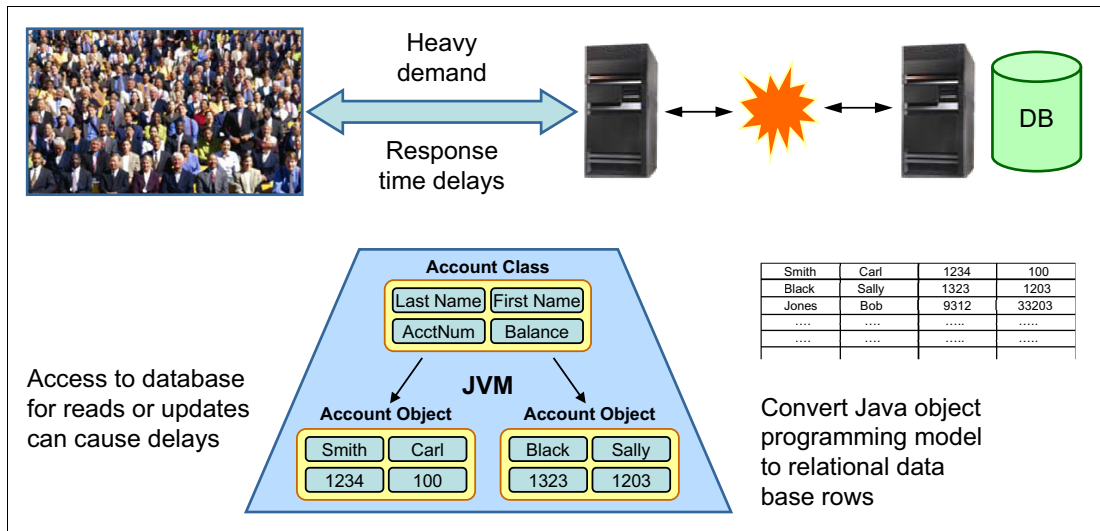 Heavy
demand
Response
time delays
DB
Account Class
Last Name First Name
AcctNum Balance
JVM
Account Object Account Object
Smith Carl Black Sally
1234 100 1323 1203
Access to database
for reads or updates
can cause delays
Smith Carl 1234 100
Black Sally 1323 1203
Jones Bob 9312 33203
.... .... ..... .....
.... .... ..... .....
Convert Java object
programming model
to relational data
base rows